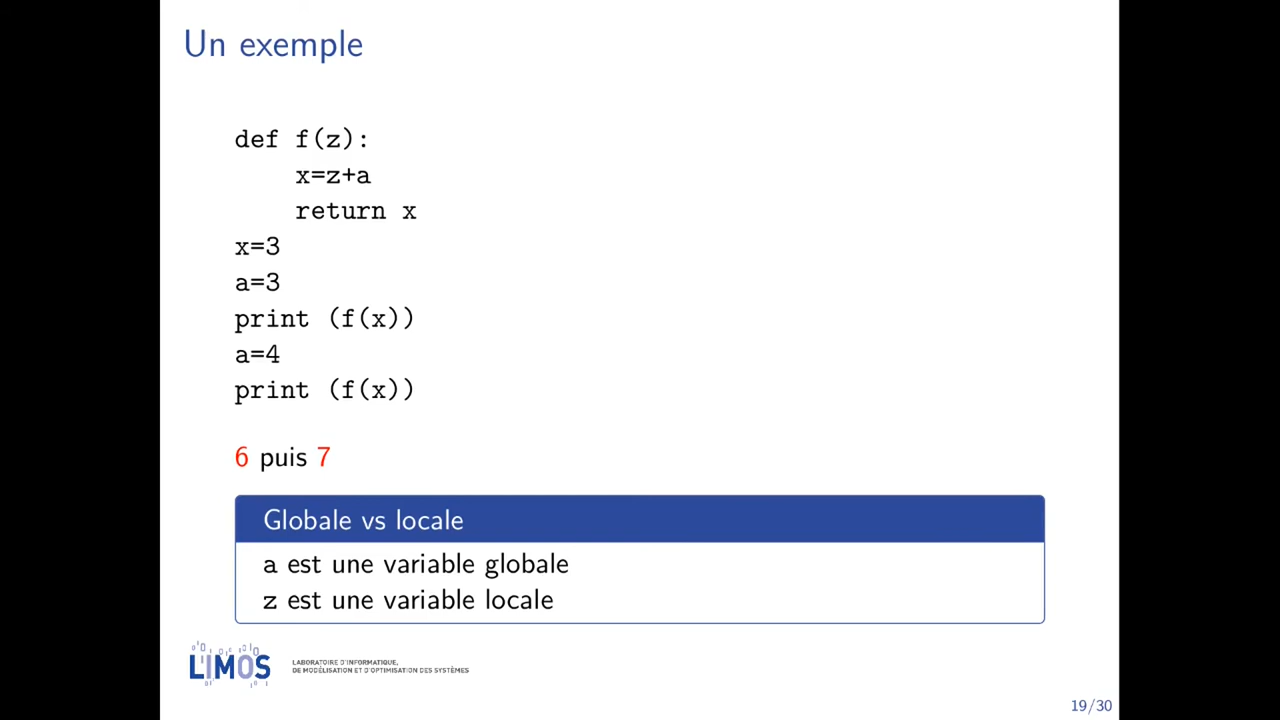 Un exemple
def f(z):
    x=z+a
    return x
x=3
a=3
print (f(x))
a=4
print (f(x))
6 puis 7
Globale vs locale
a est une variable globale
z est une variable locale
LIMOS
LABORATOIRE D'INFORMATIQUE,
DE MODÉLISATION ET D'OPTIMISATION DES SYSTÈMES
19/30